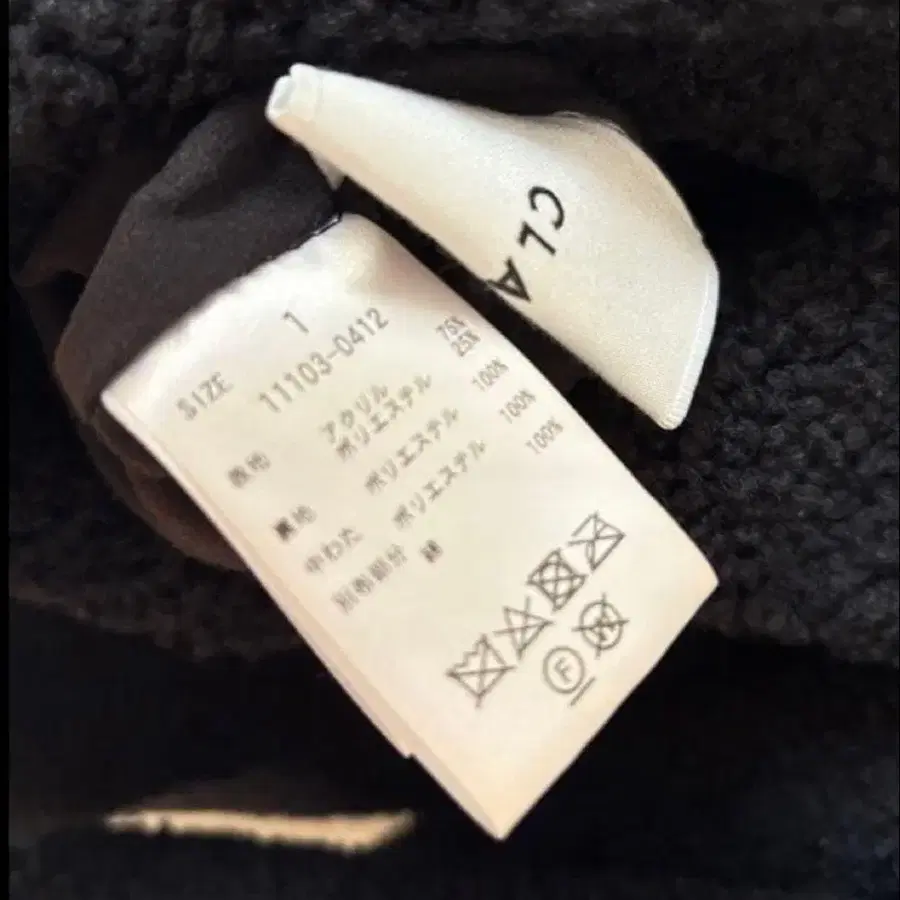 CLA
SIZE 1
11103-0412
表地 アクリル 75%
ポリエステル 25%
裏地 ポリエステル 100%
中わた ポリエステル 100%
別布部分 綿 100%
F
W